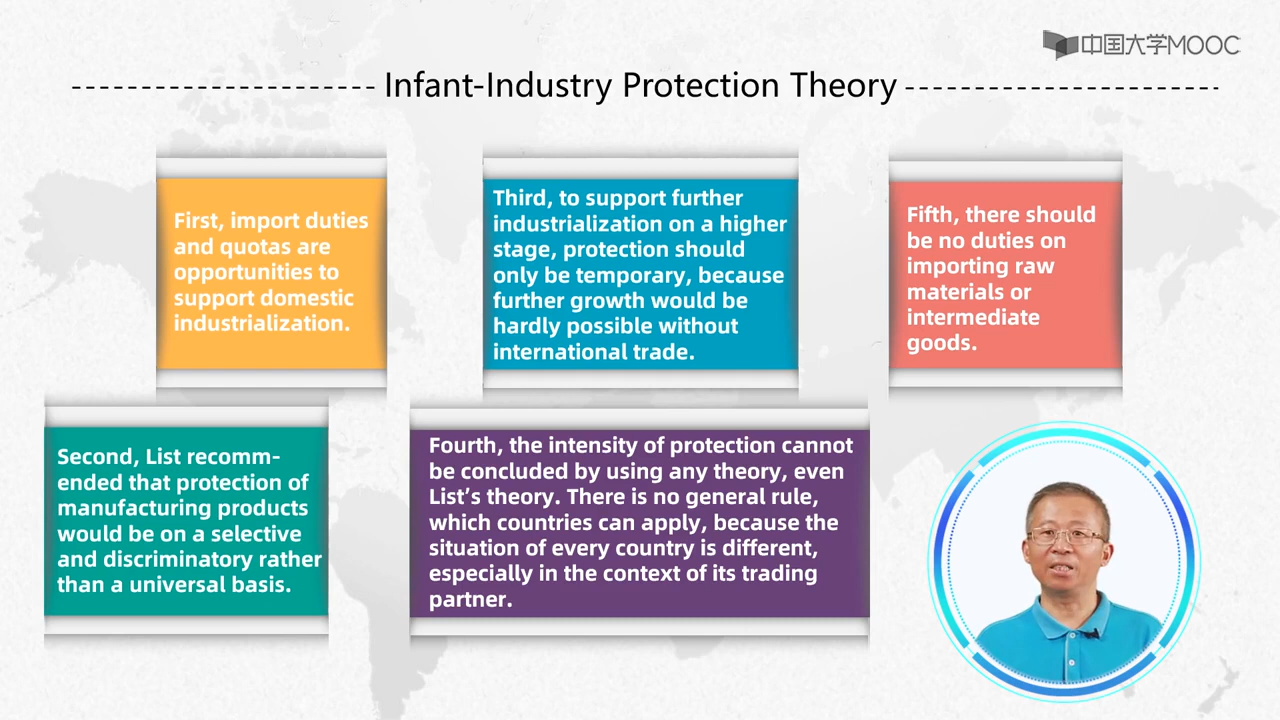 中国大学MOOC
Infant-Industry Protection Theory
First, import duties
and quotas are
opportunities to
support domestic
industrialization.
Second, List recomm-
ended that protection of
manufacturing products
would be on a selective
and discriminatory rather
than a universal basis.
Third, to support further
industrialization on a higher
stage, protection should
only be temporary, because
further growth would be
hardly possible without
international trade.
Fourth, the intensity of protection cannot
be concluded by using any theory, even
List's theory. There is no general rule,
which countries can apply, because the
situation of every country is different,
especially in the context of its trading
partner.
Fifth, there should
be no duties on
importing raw
materials or
intermediate
goods.